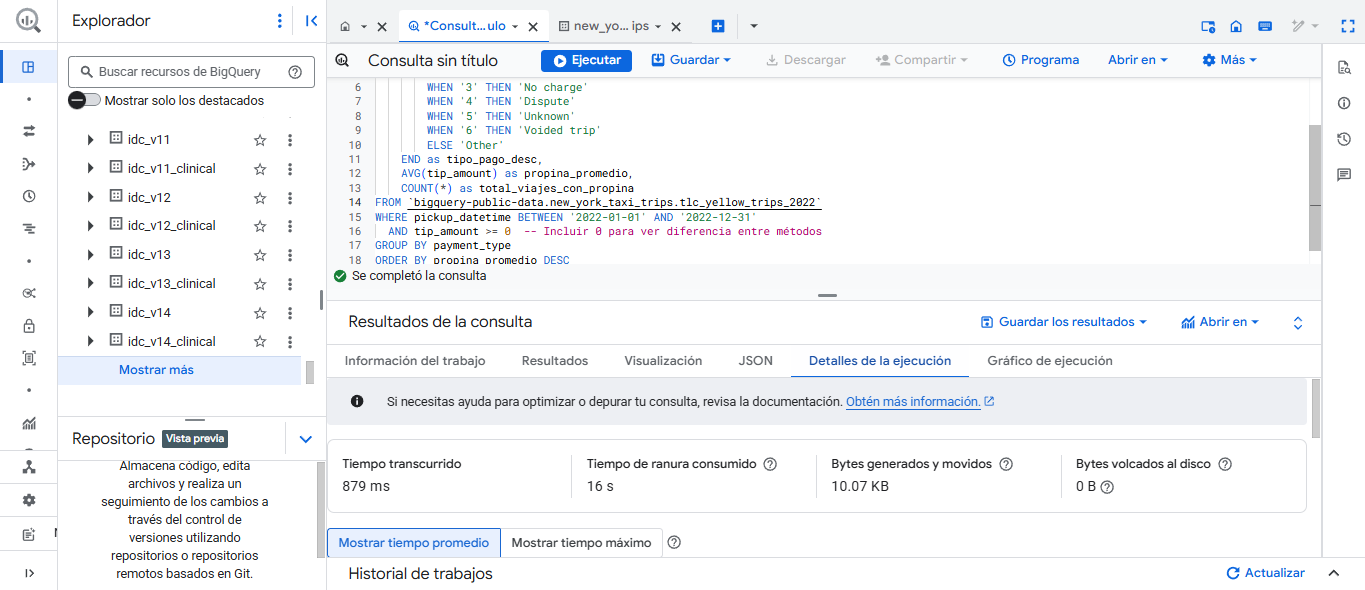 Explorador
Buscar recursos de BigQuery
Mostrar solo los destacados
idc_v11
idc_v11_clinical
idc_v12
idc_v12_clinical
idc_v13
idc_v13_clinical
idc_v14
idc_v14_clinical
Mostrar más
Repositorio Vista previa
Almacena código, edita
archivos y realiza un
seguimiento de los cambios a
través del control de
versiones utilizando
repositorios o repositorios
remotos basados en Git.
*Consult...ulo
new_yo... ips
Consulta sin título
Ejecutar
Guardar
Descargar
Compartir
Programa
Abrir en
Más
6 WHEN '3' THEN 'No charge'
7 WHEN '4' THEN 'Dispute'
8 WHEN '5' THEN 'Unknown'
9 WHEN '6' THEN 'Voided trip'
10 ELSE 'Other'
11 END as tipo_pago_desc,
12 AVG(tip_amount) as propina_promedio,
13 COUNT(*) as total_viajes_con_propina
14 FROM `bigquery-public-data.new_york_taxi_trips.tlc_yellow_trips_2022`
15 WHERE pickup_datetime BETWEEN '2022-01-01' AND '2022-12-31'
16 AND tip_amount >= 0 -- Incluir 0 para ver diferencia entre métodos
17 GROUP BY payment_type
18 ORDER BY propina_promedio DESC
Se completó la consulta
Resultados de la consulta
Guardar los resultados
Abrir en
Información del trabajo
Resultados
Visualización
JSON
Detalles de la ejecución
Gráfico de ejecución
Si necesitas ayuda para optimizar o depurar tu consulta, revisa la documentación. Obtén más información.
Tiempo transcurrido
879 ms
Tiempo de ranura consumido
16 s
Bytes generados y movidos
10.07 KB
Bytes volcados al disco
0 B
Mostrar tiempo promedio
Mostrar tiempo máximo
Historial de trabajos
Actualizar